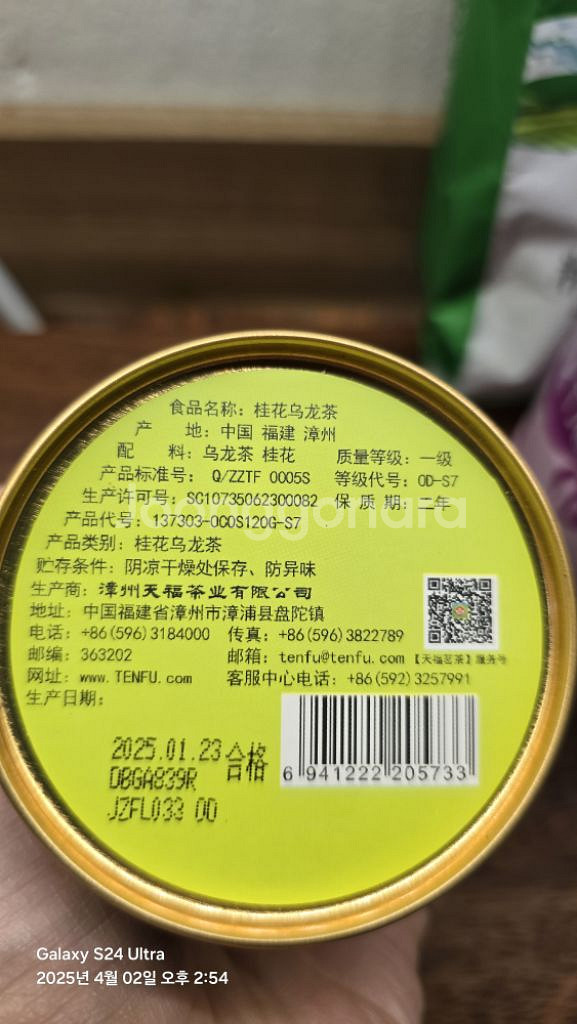 食品名称：桂花乌龙茶
产 地：中国 福建 漳州
配 料：乌龙茶 桂花 质量等级：一级
产品标准号：Q/ZZTF 0005S 等级代号：OD-S7
生产许可号：SC10735062300082 保 质 期：二年
产品代号：137303-0C0S120G-S7
产品类别：桂花乌龙茶
贮存条件：阴凉干燥处保存、防异味
生产商：漳州天福茶业有限公司
地址：中国福建省漳州市漳浦县盘陀镇
电话：+86(596)3184000 传真：+86(596)3822789
邮编：363202 邮箱：tenfu@tenfu.com 【天福茗茶】服务号
网址：www.TENFU.com 客服中心电话：+86(592)3257991
生产日期：
2025.01.23 合格
DBGA839R
JZFL033 00
6 941222 205733
joonggonara
Galaxy S24 Ultra
2025년 4월 02일 오후 2:54